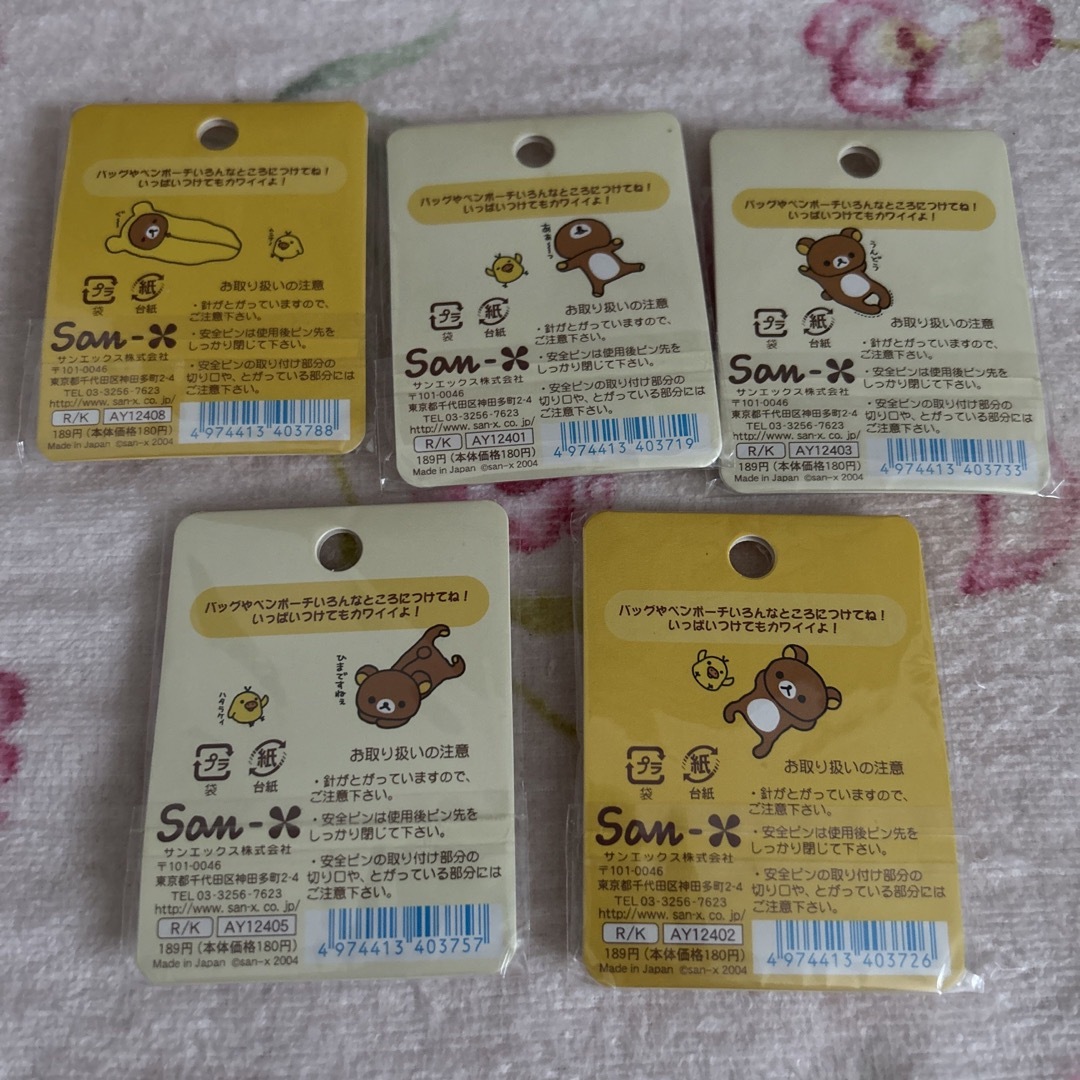 バッグやペンポーチいろんなところにつけてね！
いっぱいつけてもカワイイよ！
ぐ〜
プラ
袋
紙
台紙
お取り扱いの注意
・針がとがっていますので、
ご注意下さい。
・安全ピンは使用後ピン先を
しっかり閉じて下さい。
・安全ピンの取り付け部分の
切り口や、とがっている部分には
ご注意下さい。
San-X
サンエックス株式会社
〒101-0046
東京都千代田区神田多町2-4
TEL 03-3256-7623
http://www. san-x. co. jp/
R/K AY12408
189円(本体価格180円)
Made in Japan ©san-x 2004
4 974413 403788
バッグやペンポーチいろんなところにつけてね！
いっぱいつけてもカワイイよ！
あぁ〜っ
プラ
袋
紙
台紙
お取り扱いの注意
・針がとがっていますので、
ご注意下さい。
・安全ピンは使用後ピン先を
しっかり閉じて下さい。
・安全ピンの取り付け部分の
切り口や、とがっている部分には
ご注意下さい。
San-X
サンエックス株式会社
〒101-0046
東京都千代田区神田多町2-4
TEL 03-3256-7623
http://www. san-x. co. jp/
R/K AY12401
189円(本体価格180円)
Made in Japan ©san-x 2004
4 974413 403719
バッグやペンポーチいろんなところにつけてね！
いっぱいつけてもカワイイよ！
うんどう
プラ
袋
紙
台紙
お取り扱いの注意
・針がとがっていますので、
ご注意下さい。
・安全ピンは使用後ピン先を
しっかり閉じて下さい。
・安全ピンの取り付け部分の
切り口や、とがっている部分には
ご注意下さい。
San-X
サンエックス株式会社
〒101-0046
東京都千代田区神田多町2-4
TEL 03-3256-7623
http://www. san-x. co. jp/
R/K AY12403
189円(本体価格180円)
Made in Japan ©san-x 2004
4 974413 403733
バッグやペンポーチいろんなところにつけてね！
いっぱいつけてもカワイイよ！
ハタラケイ
ひまですねぇ
プラ
袋
紙
台紙
お取り扱いの注意
・針がとがっていますので、
ご注意下さい。
・安全ピンは使用後ピン先を
しっかり閉じて下さい。
・安全ピンの取り付け部分の
切り口や、とがっている部分には
ご注意下さい。
San-X
サンエックス株式会社
〒101-0046
東京都千代田区神田多町2-4
TEL 03-3256-7623
http://www. san-x. co. jp/
R/K AY12405
189円(本体価格180円)
Made in Japan ©san-x 2004
4 974413 403757
バッグやペンポーチいろんなところにつけてね！
いっぱいつけてもカワイイよ！
プラ
袋
紙
台紙
お取り扱いの注意
・針がとがっていますので、
ご注意下さい。
・安全ピンは使用後ピン先を
しっかり閉じて下さい。
・安全ピンの取り付け部分の
切り口や、とがっている部分には
ご注意下さい。
San-X
サンエックス株式会社
〒101-0046
東京都千代田区神田多町2-4
TEL 03-3256-7623
http://www. san-x. co. jp/
R/K AY12402
189円(本体価格180円)
Made in Japan ©san-x 2004
4 974413 403726